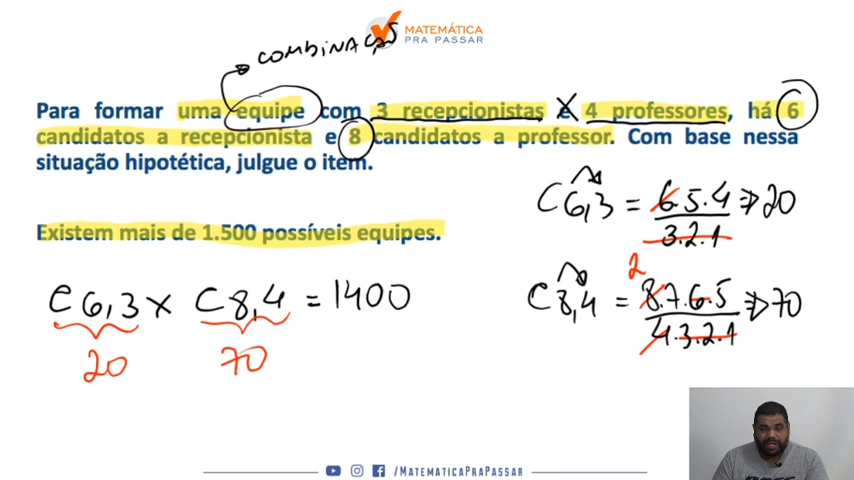 MATEMÁTICA
PRA PASSAR
COMBINAÇAS
Para formar uma equipe com 3 recepcionistas e 4 professores, há 6
candidatos a recepcionista e 8 candidatos a professor. Com base nessa
situação hipotética, julgue o item.
C6,3 = 6.5.4 => 20
3.2.1
Existem mais de 1.500 possíveis equipes.
2
C6,3 x C8,4 = 1400
C8,4 = 8.7.6.5 => 70
4.3.2.1
20 70
/MATEMATICAPRAPASSAR